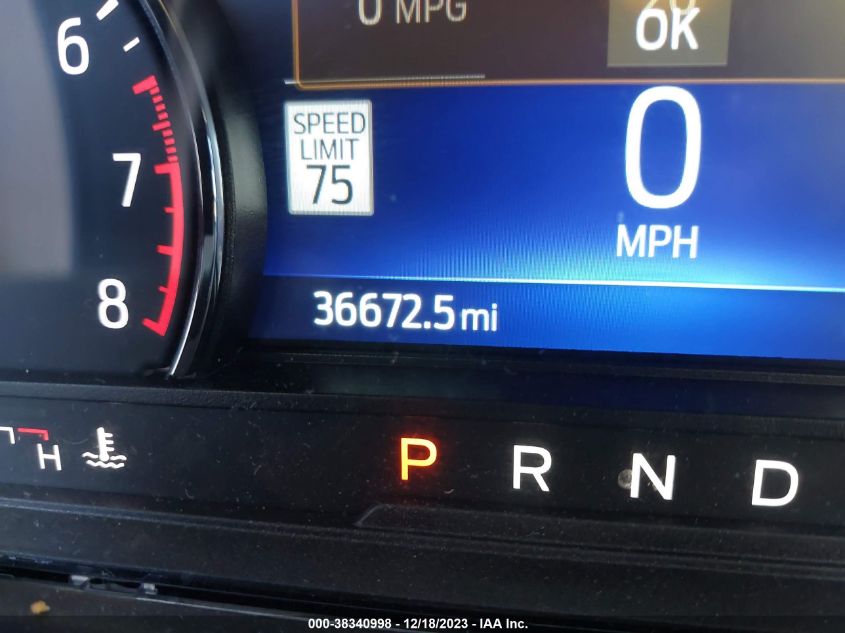 0 MPG
OK
6
7
8
SPEED
LIMIT
75
0
MPH
36672.5 mi
H
P R N D
000-38340998 - 12/18/2023 - IAA Inc.